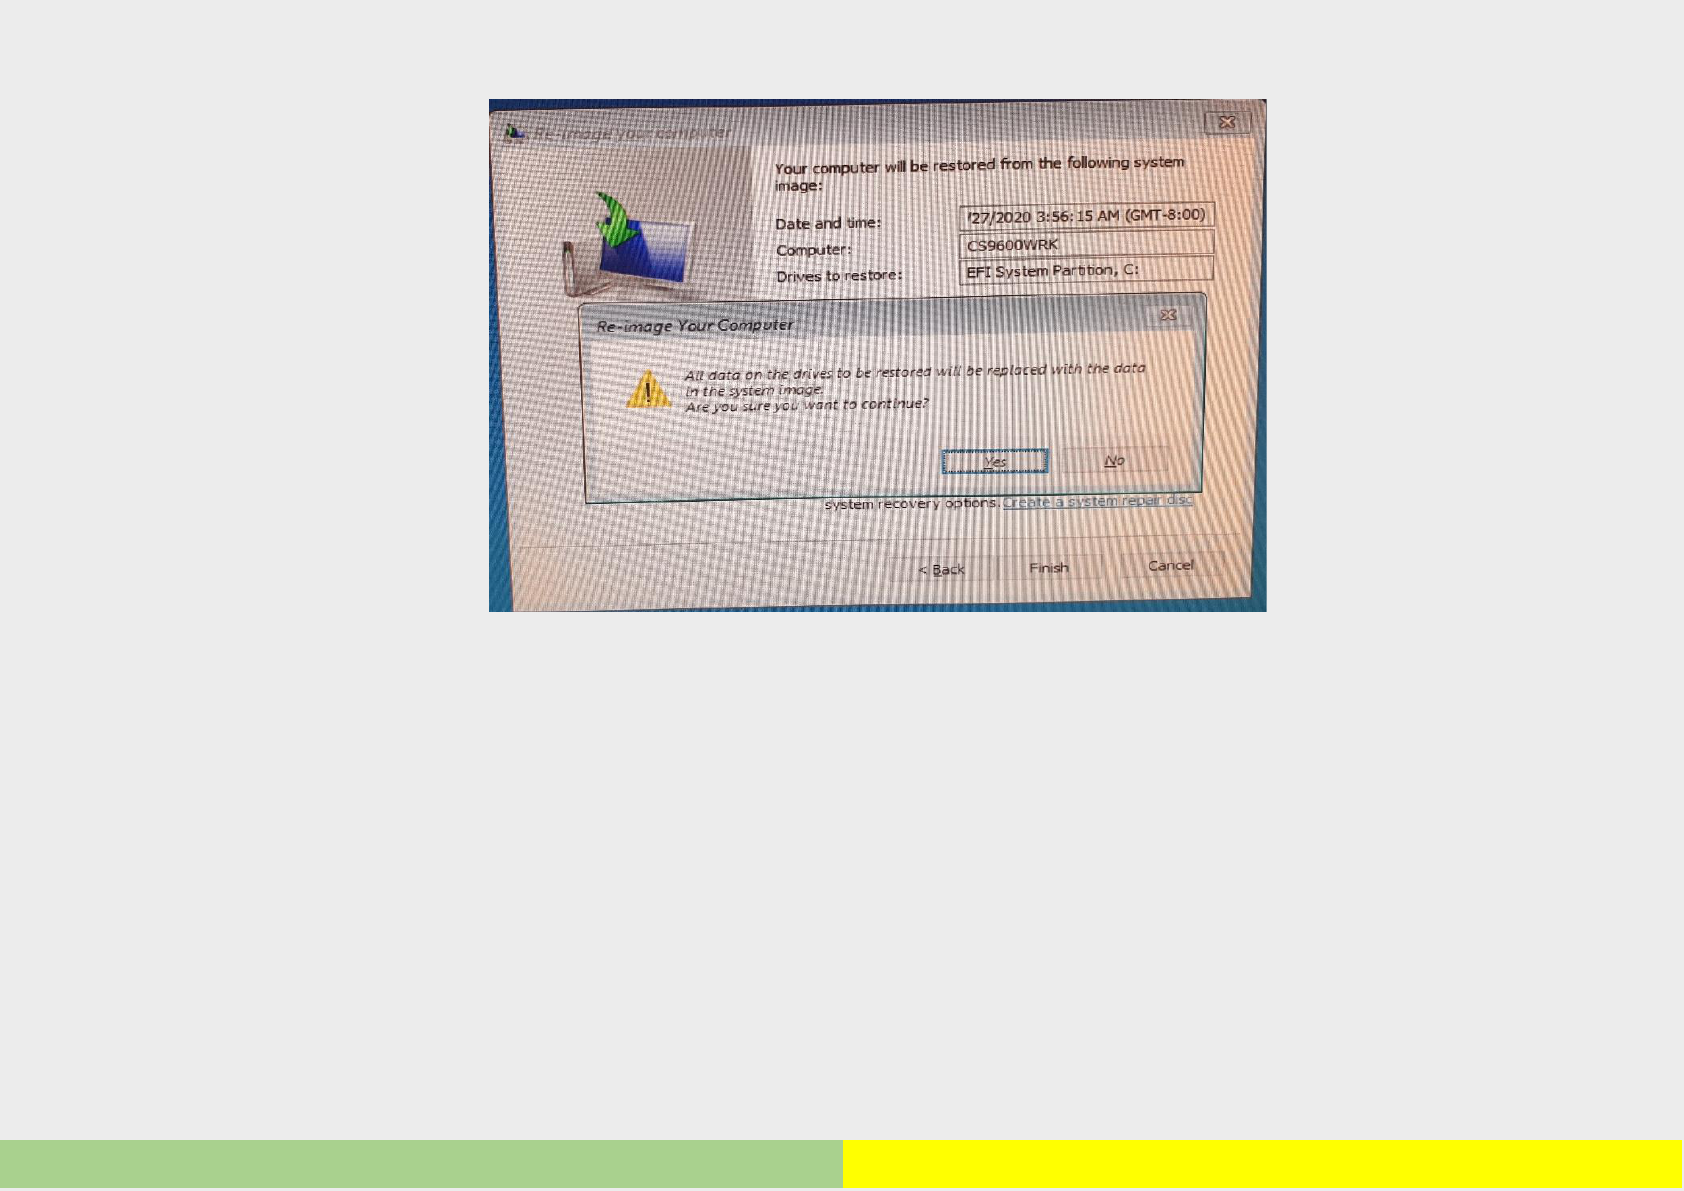 Re-image your computer
Your computer will be restored from the following system
image:
Date and time:
/27/2020 3:56:15 AM (GMT-8:00)
Computer:
CS9600WRK
Drives to restore:
EFI System Partition, C:
Re-image Your Computer
All data on the drives to be restored will be replaced with the data
in the system image.
Are you sure you want to continue?
Yes
No
system recovery options. Create a system repair disc
< Back
Finish
Cancel